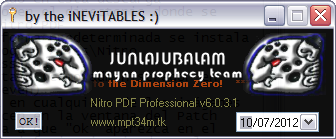 by the iNEViTABLES :)
JUNLAJUBALAM
mayan prophecy team
to the Dimension Zero!
Nitro PDF Professional v6.0.3.1
OK!
www.mpt34m.tk
10/07/2012